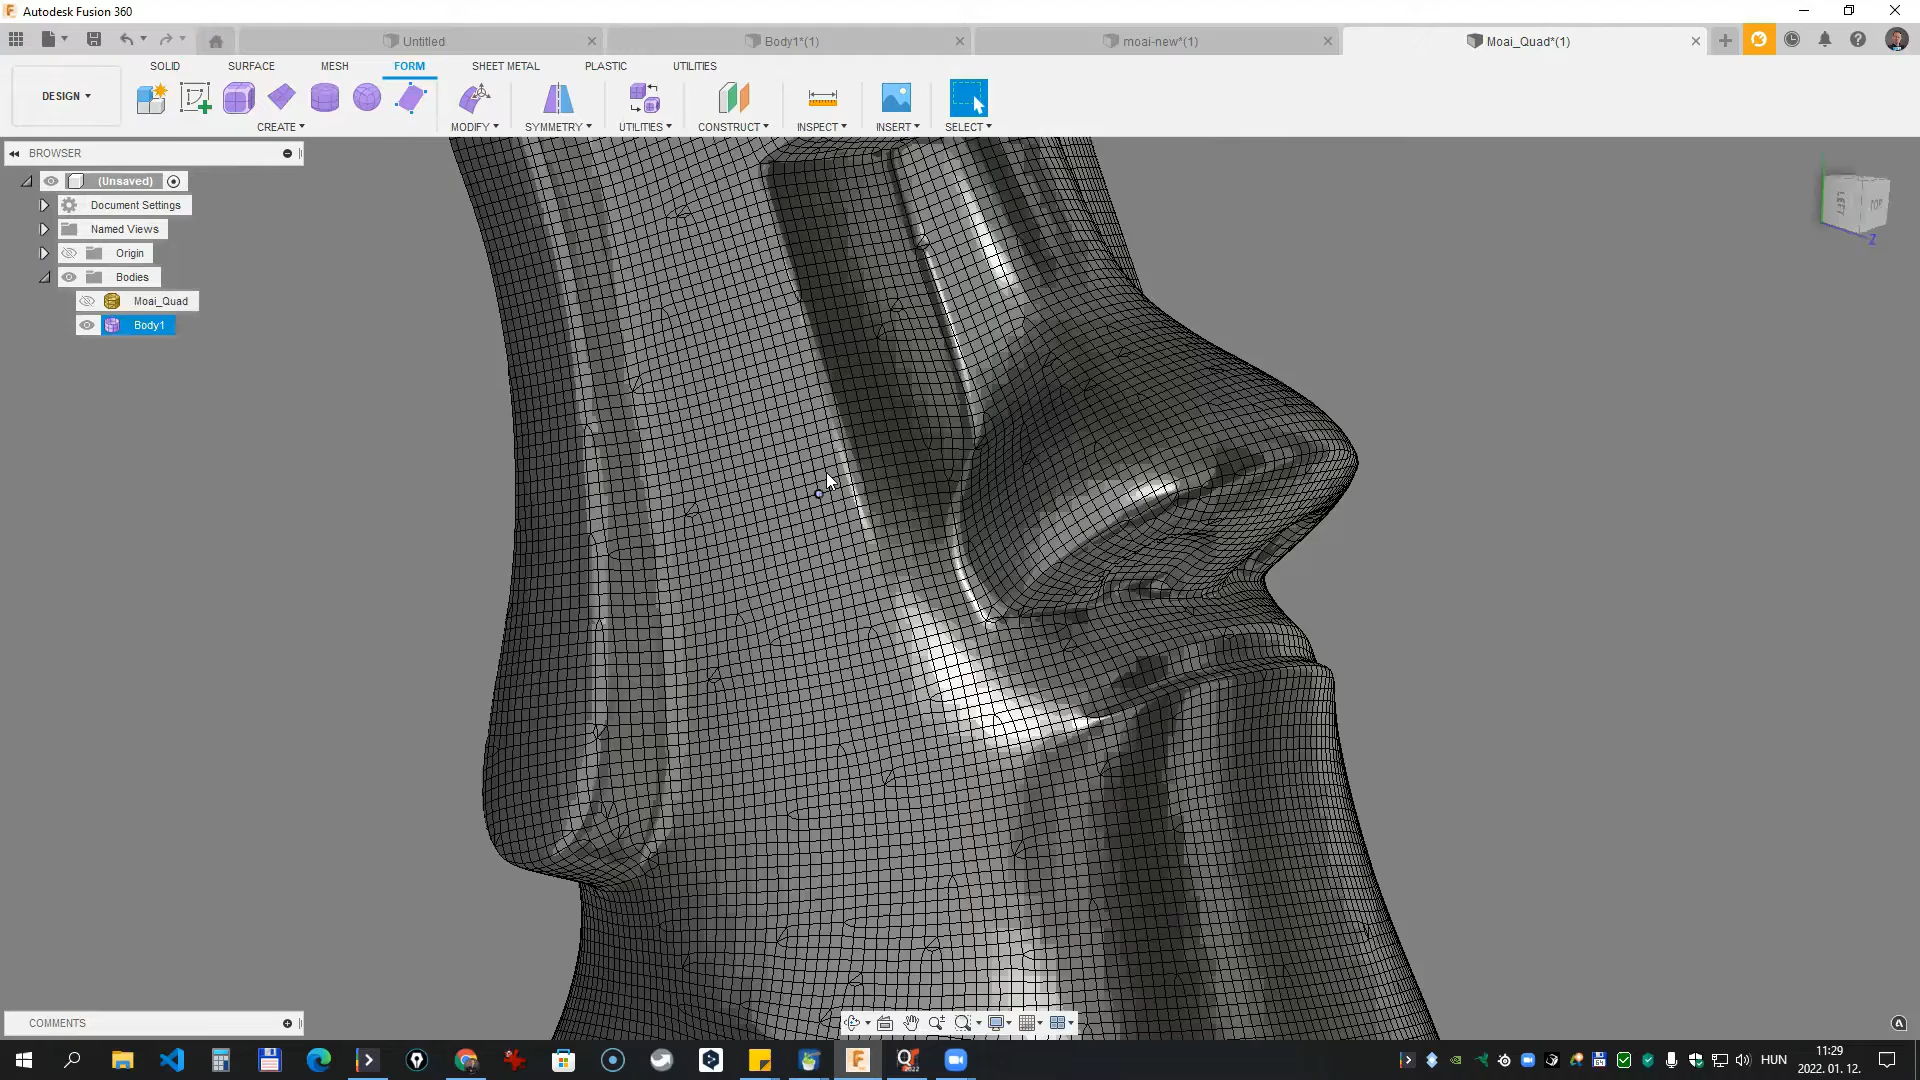 Autodesk Fusion 360
Untitled
Body1*(1)
moai-new*(1)
Moai_Quad*(1)
DESIGN
SOLID
SURFACE
MESH
FORM
SHEET METAL
PLASTIC
UTILITIES
CREATE
MODIFY
SYMMETRY
UTILITIES
CONSTRUCT
INSPECT
INSERT
SELECT
BROWSER
(Unsaved)
Document Settings
Named Views
Origin
Bodies
Moai_Quad
Body1
LEFT
TOP
Z
COMMENTS
HUN
11:29
2022. 01. 12.